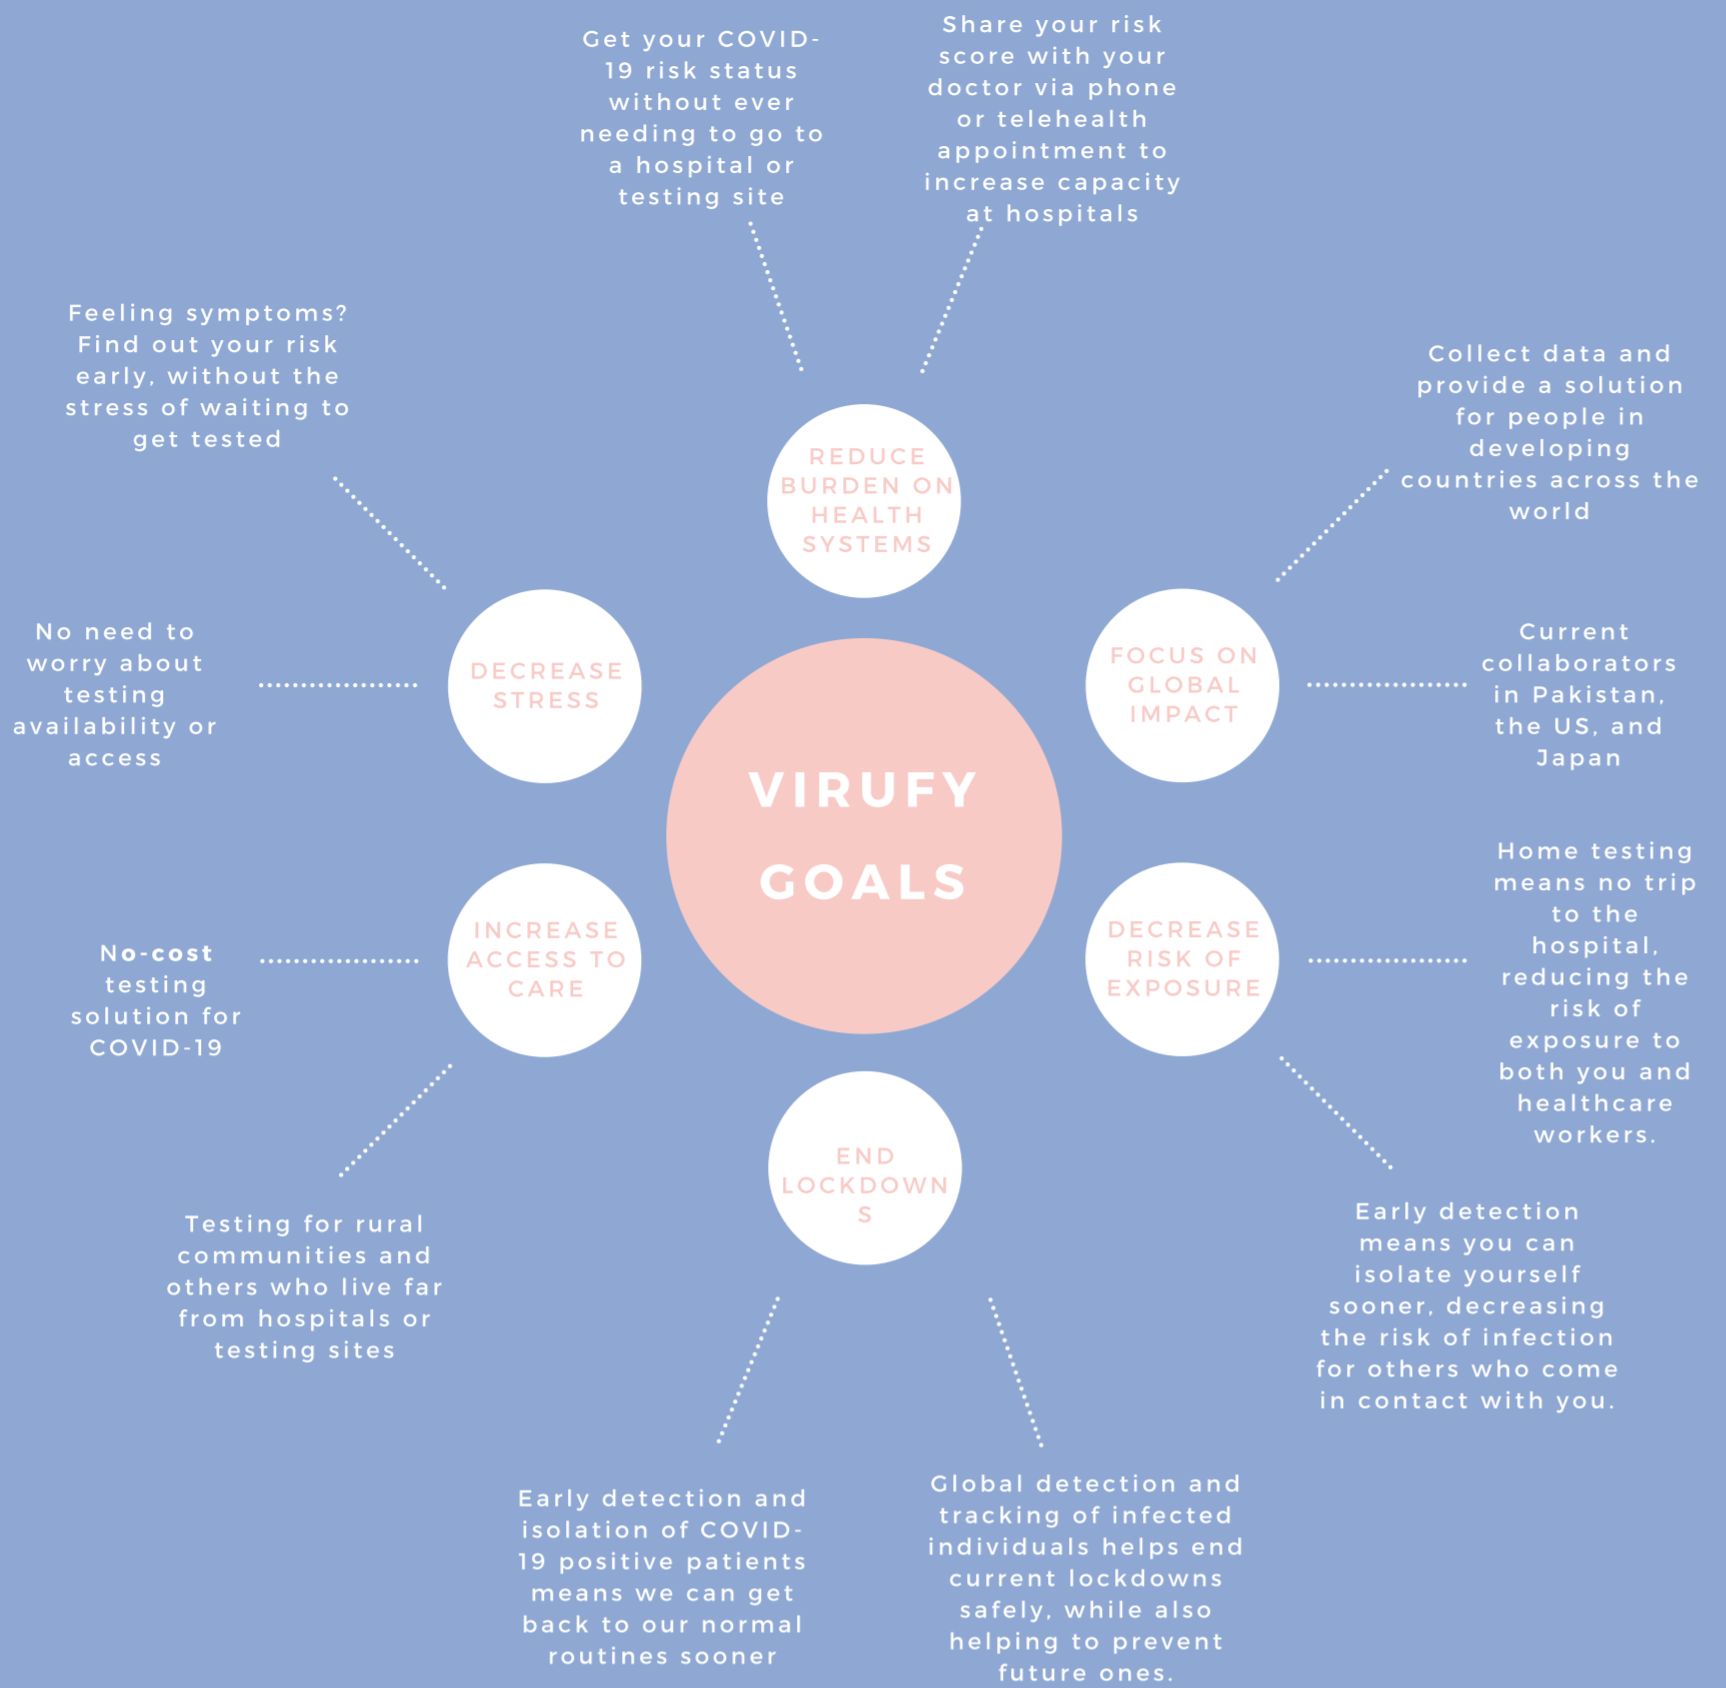 Get your COVID-
19 risk status
without ever
needing to go to
a hospital or
testing site
Share your risk
score with your
doctor via phone
or telehealth
appointment to
increase capacity
at hospitals
Feeling symptoms?
Find out your risk
early, without the
stress of waiting to
get tested
Collect data and
provide a solution
for people in
developing
countries across the
world
REDUCE
BURDEN ON
HEALTH
SYSTEMS
No need to
worry about
testing
availability or
access
DECREASE
STRESS
FOCUS ON
GLOBAL
IMPACT
Current
collaborators
in Pakistan,
the US, and
Japan
VIRUFY
GOALS
No-cost
testing
solution for
COVID-19
INCREASE
ACCESS TO
CARE
DECREASE
RISK OF
EXPOSURE
Home testing
means no trip
to the
hospital,
reducing the
risk of
exposure to
both you and
healthcare
workers.
END
LOCKDOWN
S
Testing for rural
communities and
others who live far
from hospitals or
testing sites
Early detection
means you can
isolate yourself
sooner, decreasing
the risk of infection
for others who come
in contact with you.
Early detection and
isolation of COVID-
19 positive patients
means we can get
back to our normal
routines sooner
Global detection and
tracking of infected
individuals helps end
current lockdowns
safely, while also
helping to prevent
future ones.